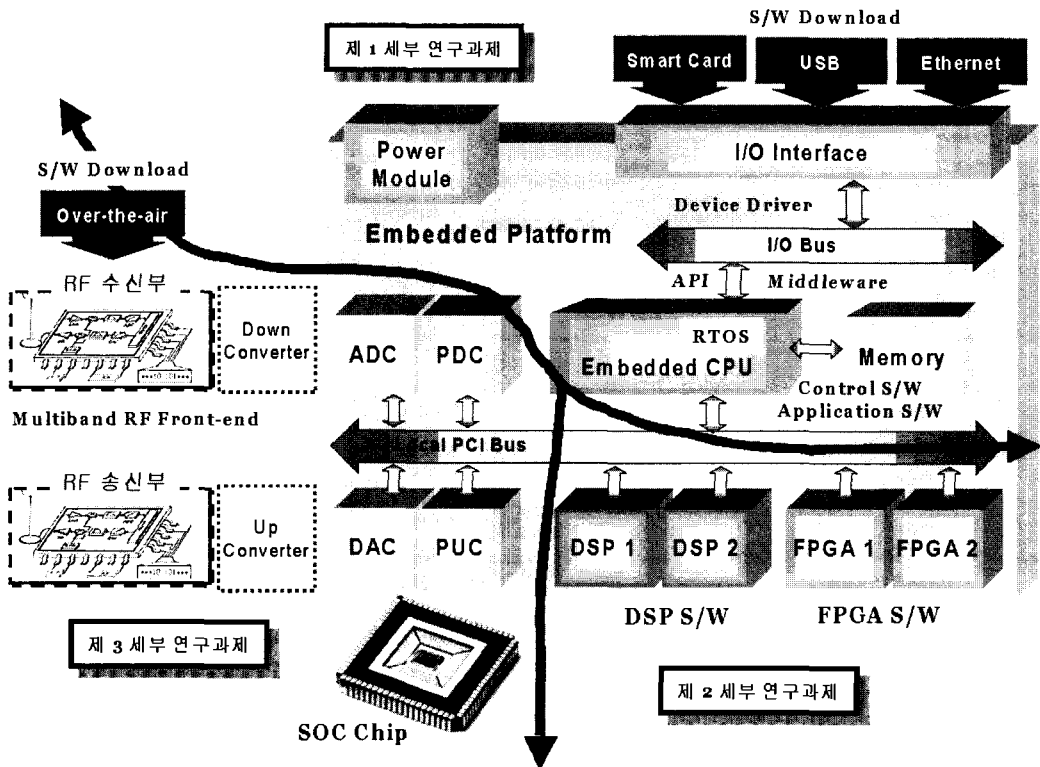 S/W Download
제 1 세부 연구과제
Smart Card
USB
Ethernet
Power
Module
I/O Interface
S/W Download
Over-the-air
Device Driver
Embedded Platform
I/O Bus
API
Middleware
RF 수신부
Down
Converter
ADC
PDC
RTOS
Embedded CPU
Memory
Control S/W
Application S/W
Multiband RF Front-end
Local PCI Bus
RF 송신부
Up
Converter
DAC
PUC
DSP 1
DSP 2
FPGA 1
FPGA 2
DSP S/W
FPGA S/W
제 3 세부 연구과제
제 2 세부 연구과제
SOC Chip